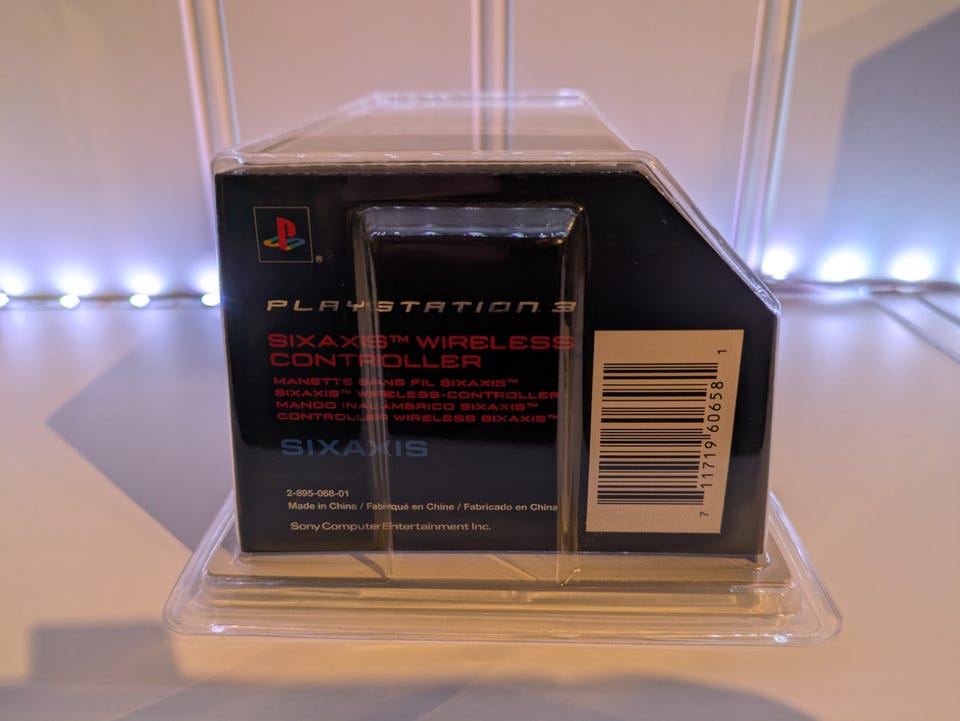 ®
PLAYSTATION 3
SIXAXIS™ WIRELESS
CONTROLLER
MANETTE SANS FIL SIXAXIS™
SIXAXIS™ WIRELESS-CONTROLLER
MANDO INALÁMBRICO SIXAXIS™
CONTROLLER WIRELESS SIXAXIS™
SIXAXIS
2-895-068-01
Made in China / Fabriqué en Chine / Fabricado en China
Sony Computer Entertainment Inc.
7 11719 60658 1